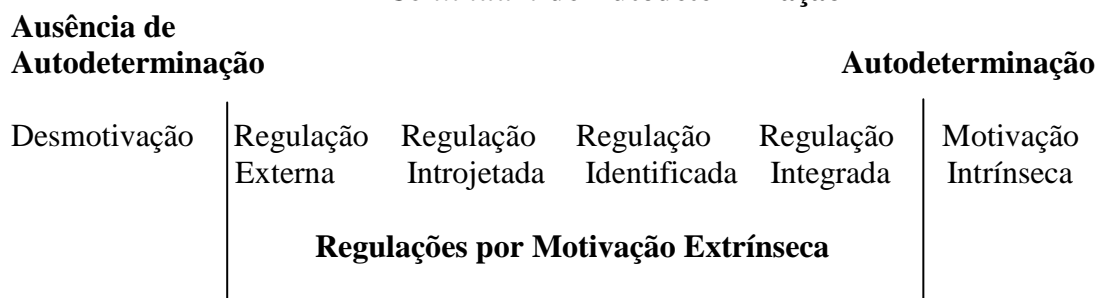 Ausência de
Autodeterminação Autodeterminação
Desmotivação Regulação Regulação Regulação Regulação Motivação
Externa Introjetada Identificada Integrada Intrínseca
Regulações por Motivação Extrínseca